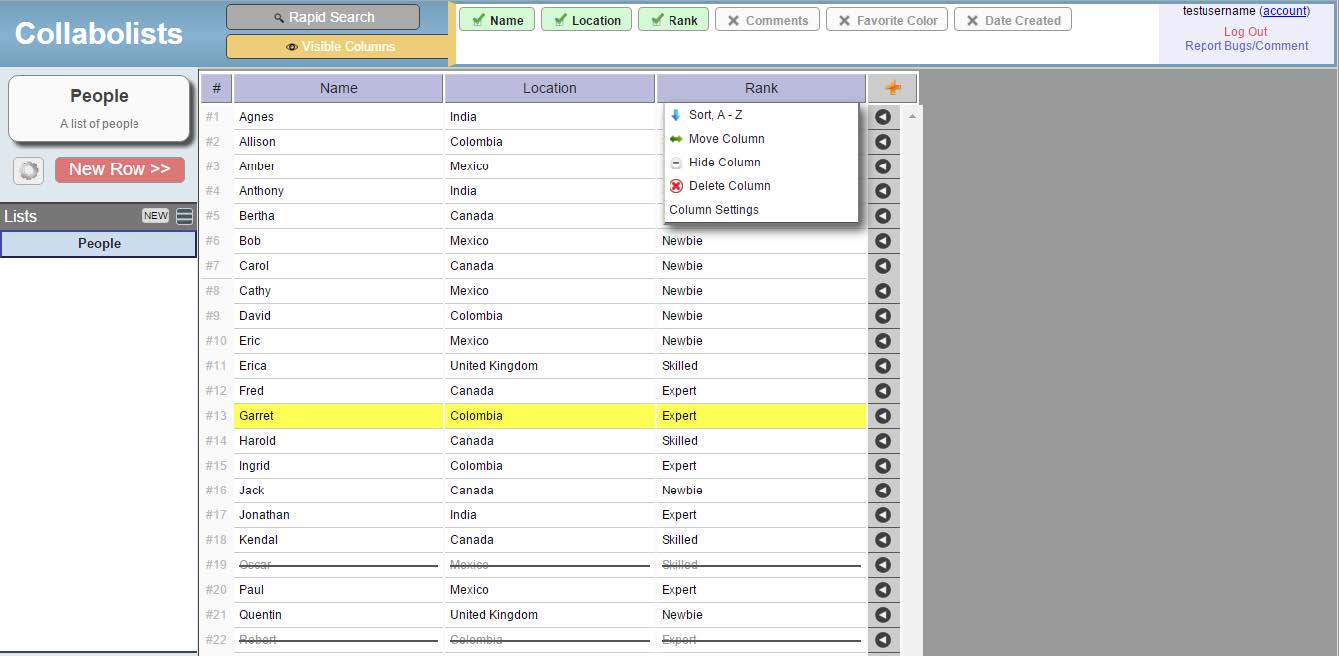 Collabolists
Rapid Search
Visible Columns
Name Location Rank Comments Favorite Color Date Created
testusername (account)
Log Out
Report Bugs/Comment
People
A list of people
New Row >>
Lists NEW
People
# Name Location Rank
Sort, A - Z
Move Column
Hide Column
Delete Column
Column Settings
#1 Agnes India
#2 Allison Colombia
#3 Amber Mexico
#4 Anthony India
#5 Bertha Canada
#6 Bob Mexico Newbie
#7 Carol Canada Newbie
#8 Cathy Mexico Newbie
#9 David Colombia Newbie
#10 Eric Mexico Newbie
#11 Erica United Kingdom Skilled
#12 Fred Canada Expert
#13 Garret Colombia Expert
#14 Harold Canada Skilled
#15 Ingrid Colombia Expert
#16 Jack Canada Newbie
#17 Jonathan India Expert
#18 Kendal Canada Skilled
#19 Oscar Mexico Skilled
#20 Paul Mexico Expert
#21 Quentin United Kingdom Newbie
#22 Robert Colombia Expert